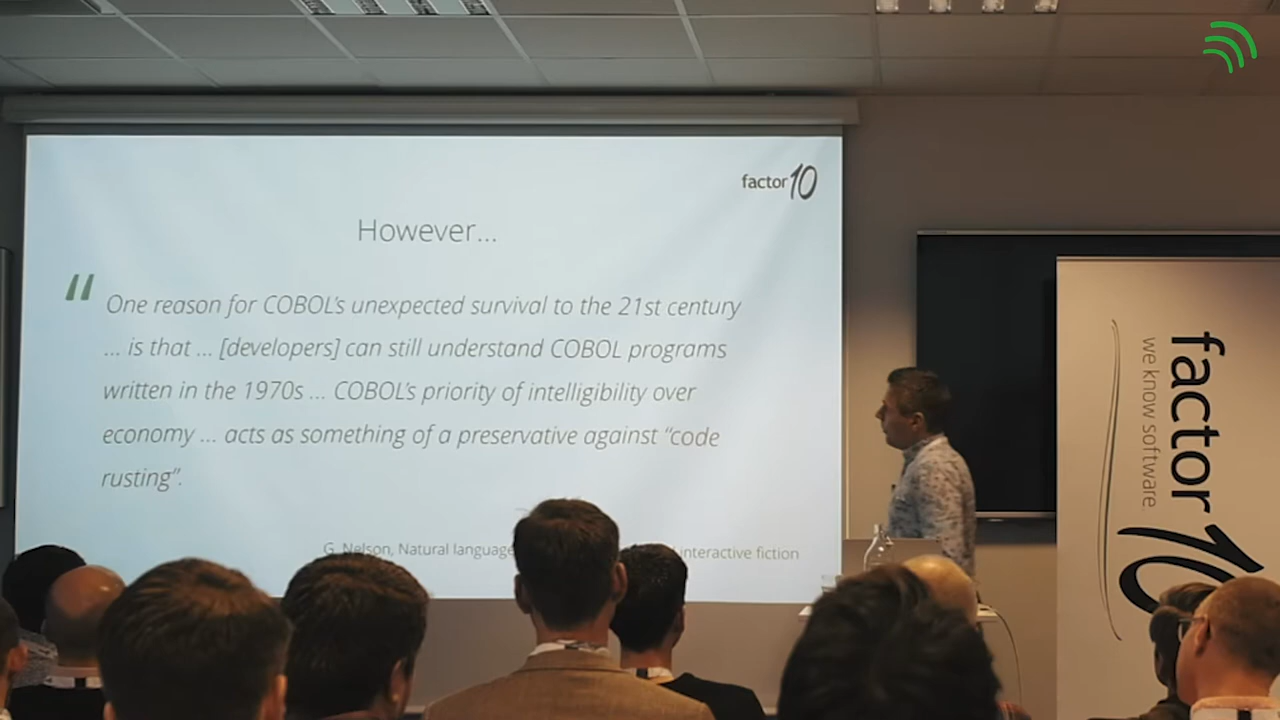 factor10
However...
“ One reason for COBOL's unexpected survival to the 21st century
... is that ... [developers] can still understand COBOL programs
written in the 1970s ... COBOL's priority of intelligibility over
economy ... acts as something of a preservative against “code
rusting”.
G. Nelson, Natural language interactive fiction
factor10
we know software.